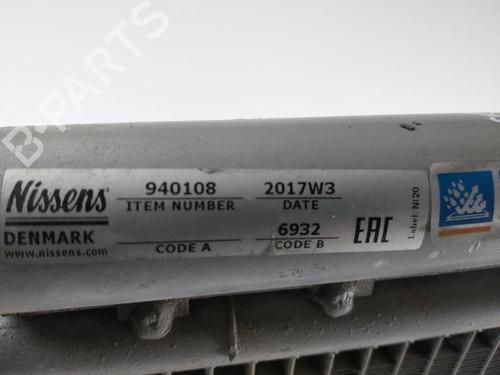 B-PARTS
Nissens
DENMARK
www.nissens.com
940108
ITEM NUMBER
CODE A
2017W3
DATE
6932
CODE B
EAC
Label: NI20